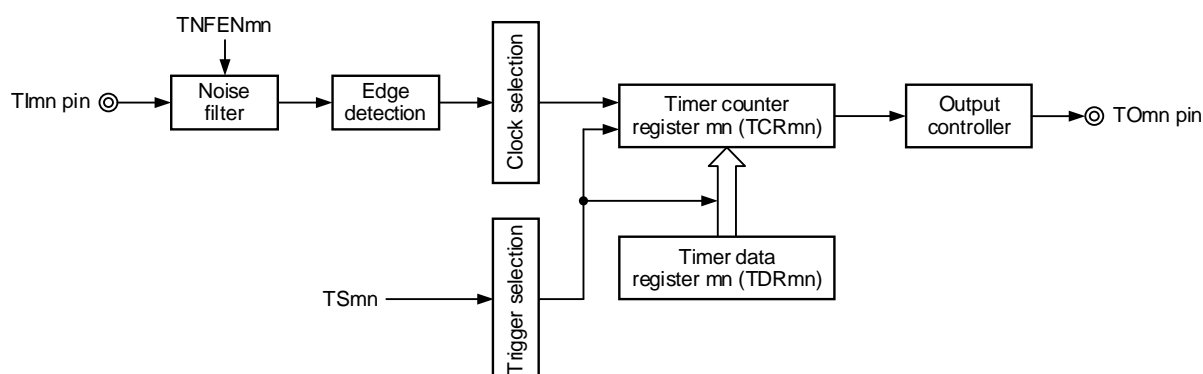 TNFENmn
TImn pin
Noise
filter
Edge
detection
Clock selection
Timer counter
register mn (TCRmn)
Output
controller
TOmn pin
TSmn
Trigger selection
Timer data
register mn (TDRmn)